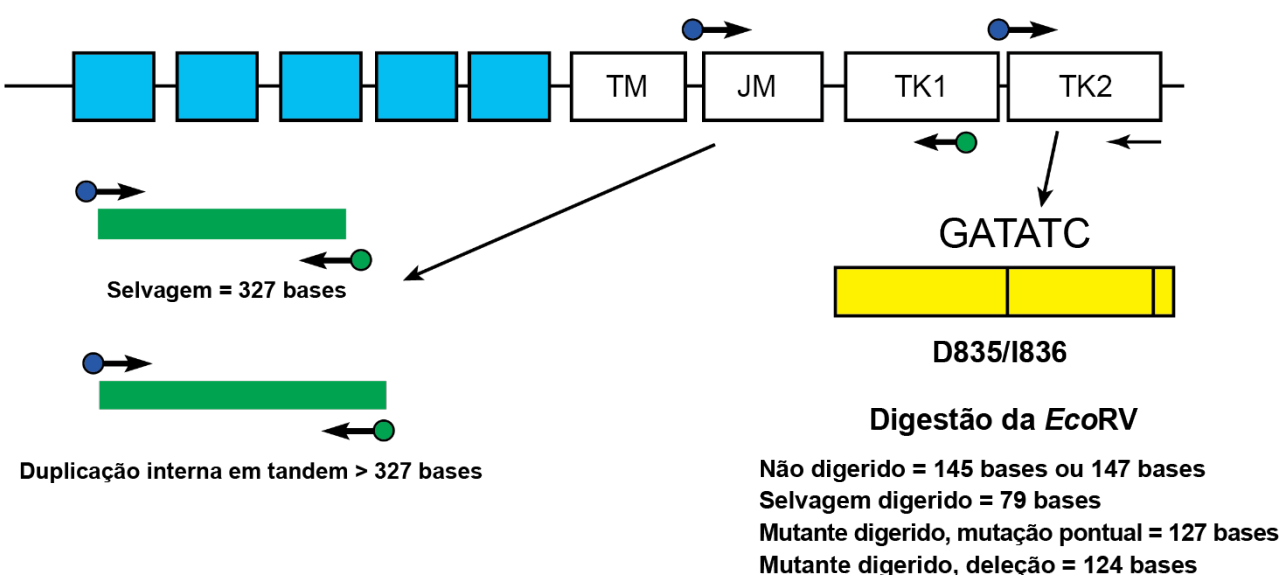 TM
JM
TK1
TK2
GATATC
Selvagem = 327 bases
D835/I836
Digestão da EcoRV
Duplicação interna em tandem > 327 bases
Não digerido = 145 bases ou 147 bases
Selvagem digerido = 79 bases
Mutante digerido, mutação pontual = 127 bases
Mutante digerido, deleção = 124 bases